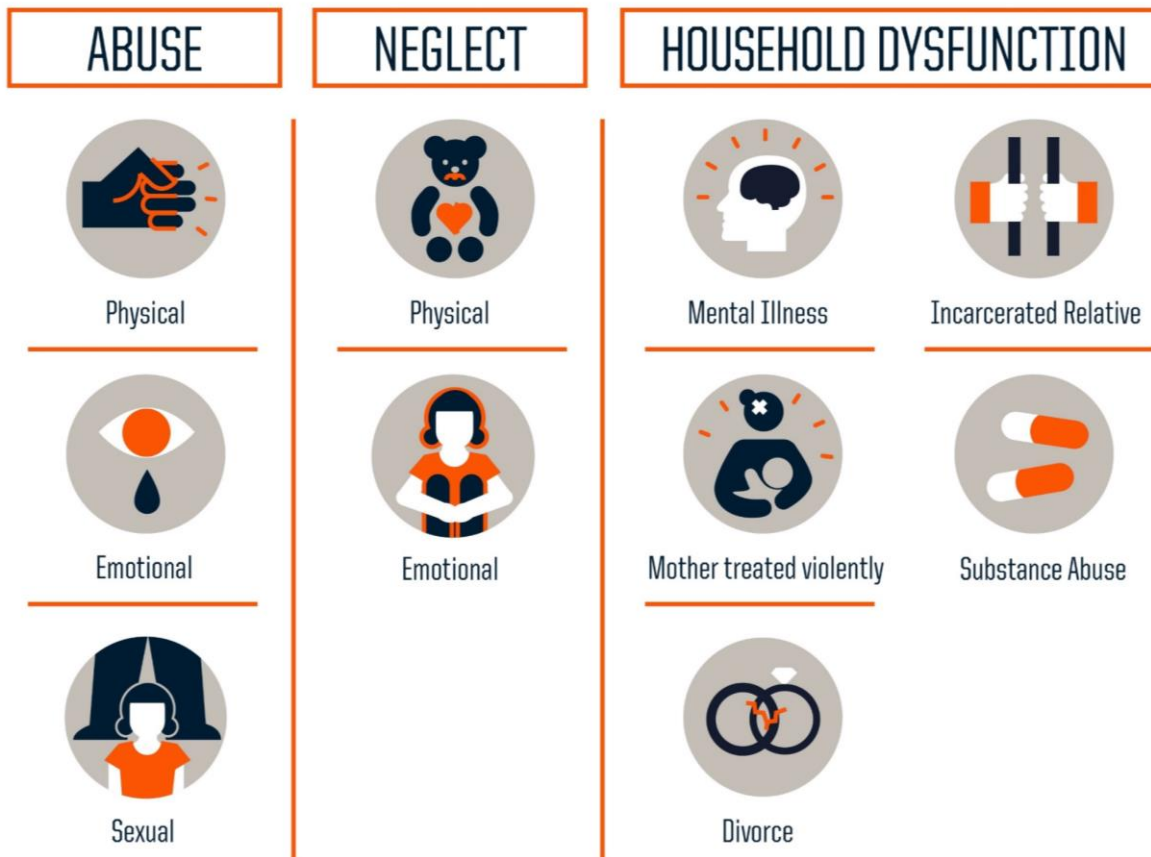 ABUSE
Physical
Emotional
Sexual
NEGLECT
Physical
Emotional
HOUSEHOLD DYSFUNCTION
Mental Illness
Incarcerated Relative
Mother treated violently
Substance Abuse
Divorce